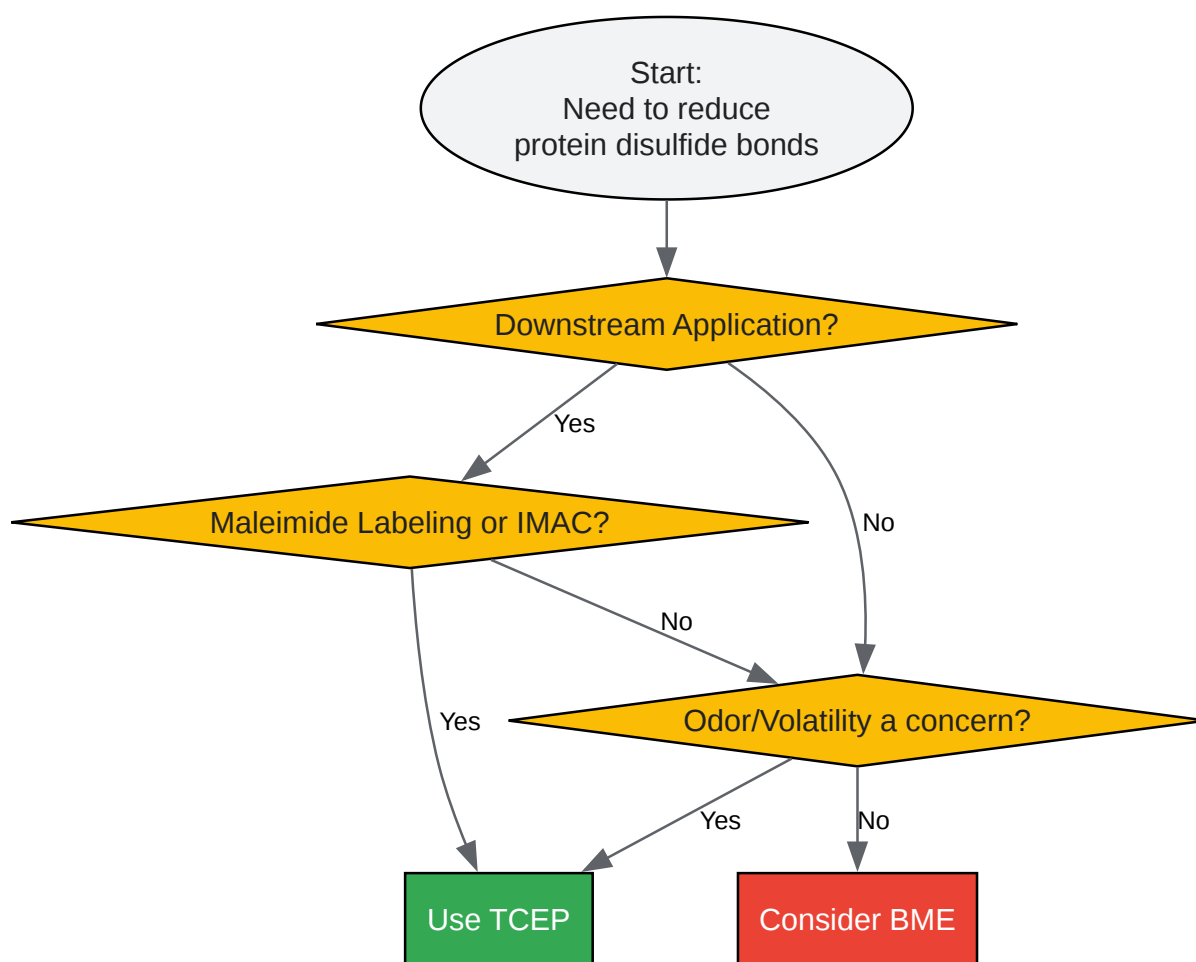 Start:
Need to reduce
protein disulfide bonds
Downstream Application?
Yes
No
Maleimide Labeling or IMAC?
No
Yes
Odor/Volatility a concern?
Yes
No
Use TCEP
Consider BME